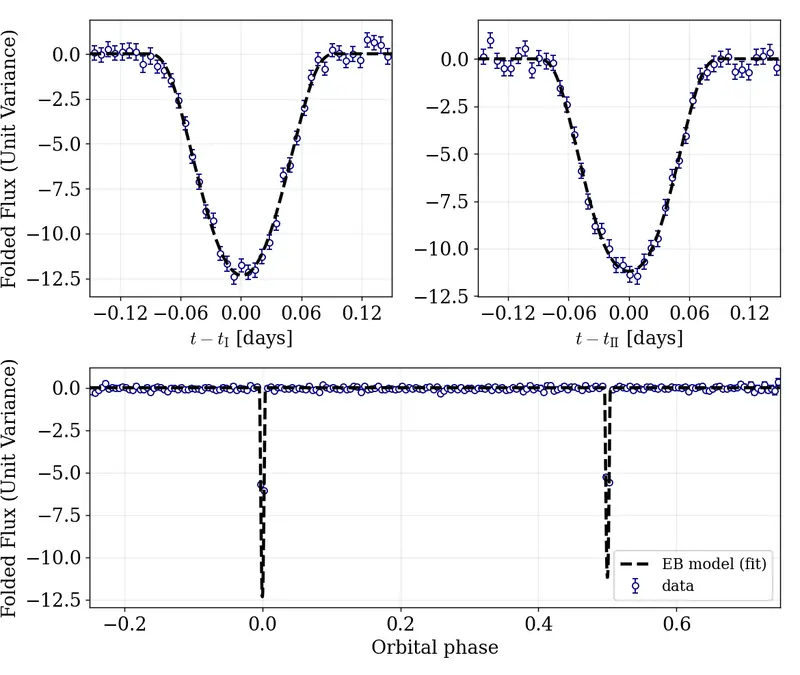 Folded Flux (Unit Variance)
0.0
−2.5
−5.0
−7.5
−10.0
−12.5
−0.12 −0.06 0.00 0.06 0.12
t − tI [days]
0.0
−2.5
−5.0
−7.5
−10.0
−12.5
−0.12 −0.06 0.00 0.06 0.12
t − tII [days]
Folded Flux (Unit Variance)
0.0
−2.5
−5.0
−7.5
−10.0
−12.5
EB model (fit)
data
−0.2 0.0 0.2 0.4 0.6
Orbital phase